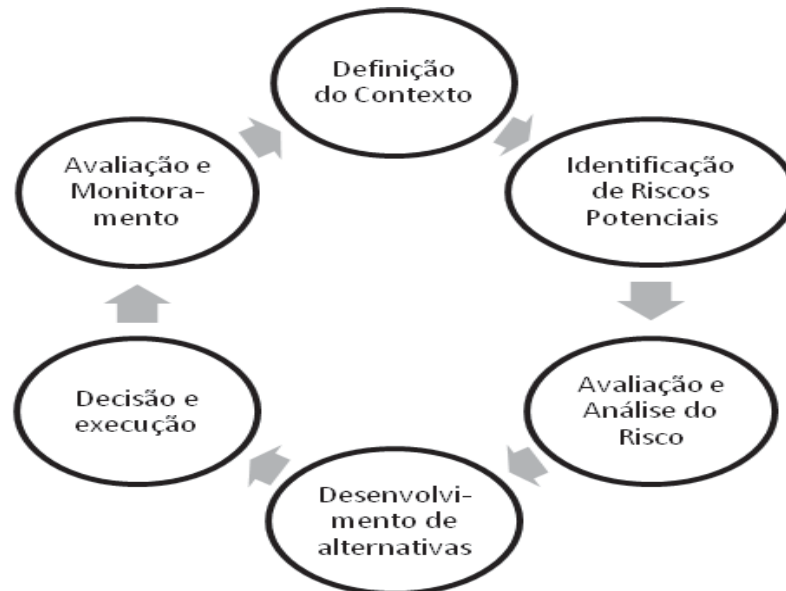 Definição
do Contexto
Identificação
de Riscos
Potenciais
Avaliação e
Análise do
Risco
Desenvolvi-
mento de
alternativas
Decisão e
execução
Avaliação e
Monitora-
mento